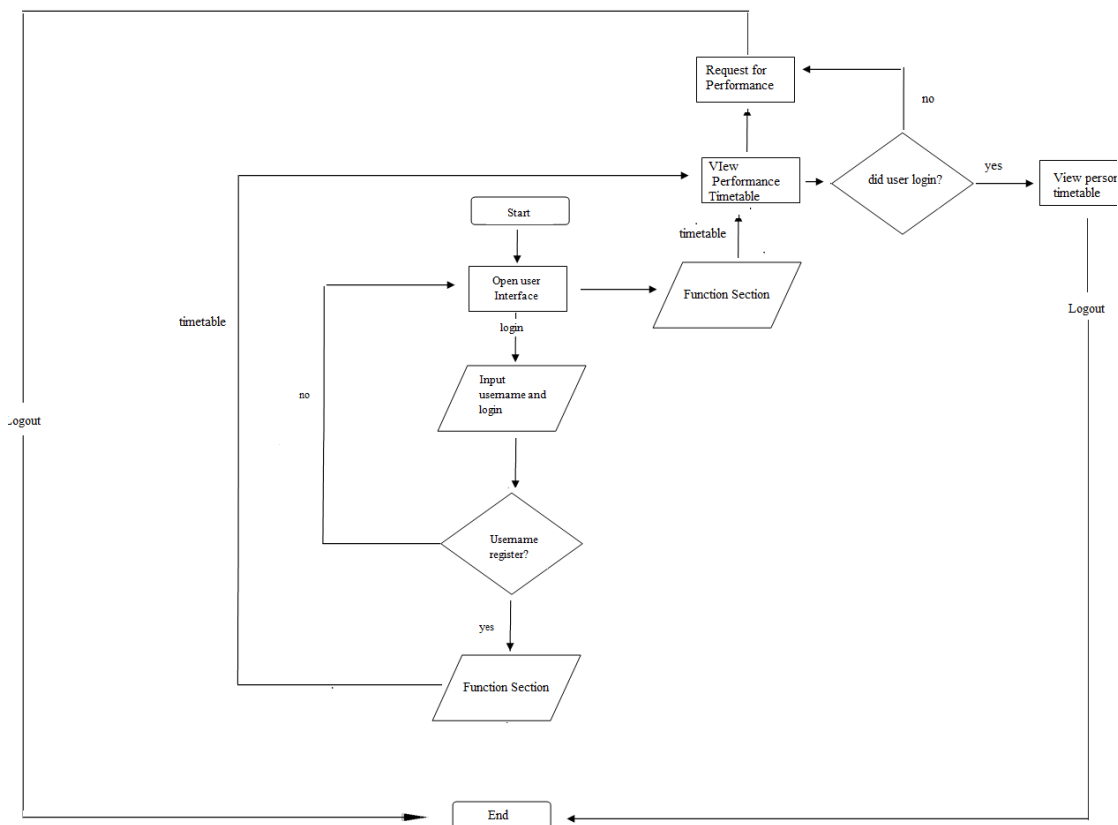 Request for
Performance
no
VIew
Performance
Timetable
did user login?
yes
View person
timetable
Start
timetable
Open user
Interface
Function Section
timetable
Logout
login
Input
username and
login
no
Logout
Username
register?
yes
Function Section
End